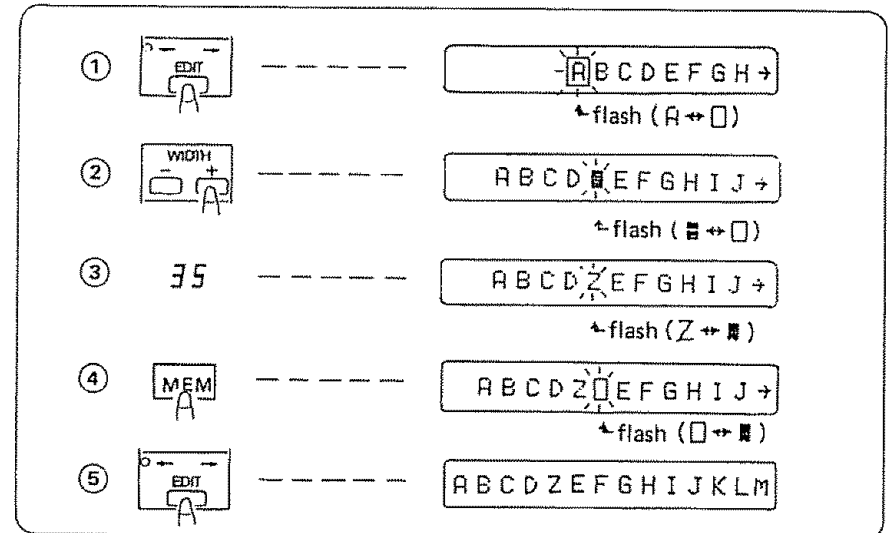 ① EDIT ABCDEFGH→
flash (A ↔ □)
② WIDTH
− + ABCD EFGHIJ→
flash ( ↔ □)
③ 35 ABCDZEFGHIJ→
flash (Z ↔ )
④ MEM ABCDZ□EFGHIJ→
flash (□ ↔ )
⑤ EDIT ABCDZEFGHIJKLM